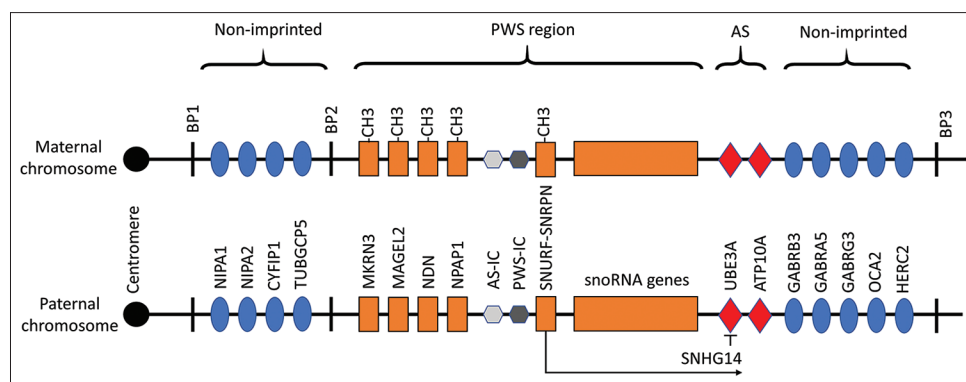 Non-imprinted
PWS region
AS
Non-imprinted
BP1
BP2
BP3
-CH3
-CH3
-CH3
-CH3
-CH3
Maternal
chromosome
Centromere
NIPA1
NIPA2
CYFIP1
TUBGCP5
MKRN3
MAGEL2
NDN
NPAP1
AS-IC
PWS-IC
SNURF-SNRPN
snoRNA genes
UBE3A
ATP10A
GABRB3
GABRA5
GABRG3
OCA2
HERC2
Paternal
chromosome
SNHG14